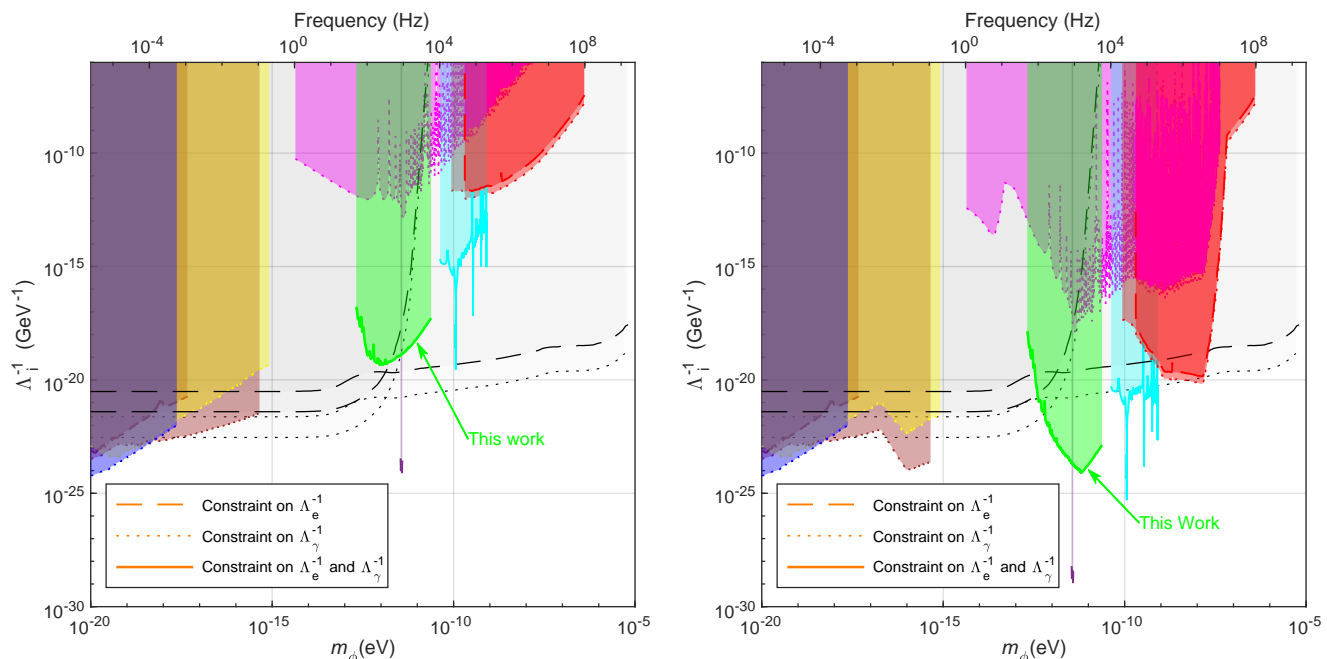 Frequency (Hz)
10^-4 10^0 10^4 10^8
Λ_i^-1 (GeV^-1)
10^-10
10^-15
10^-20
10^-25
10^-30
This work
Constraint on Λ_e^-1
Constraint on Λ_γ^-1
Constraint on Λ_e^-1 and Λ_γ^-1
10^-20 10^-15 10^-10 10^-5
m_ϕ(eV)
Frequency (Hz)
10^-4 10^0 10^4 10^8
Λ_i^-1 (GeV^-1)
10^-10
10^-15
10^-20
10^-25
10^-30
This Work
Constraint on Λ_e^-1
Constraint on Λ_γ^-1
Constraint on Λ_e^-1 and Λ_γ^-1
10^-20 10^-15 10^-10 10^-5
m_ϕ(eV)